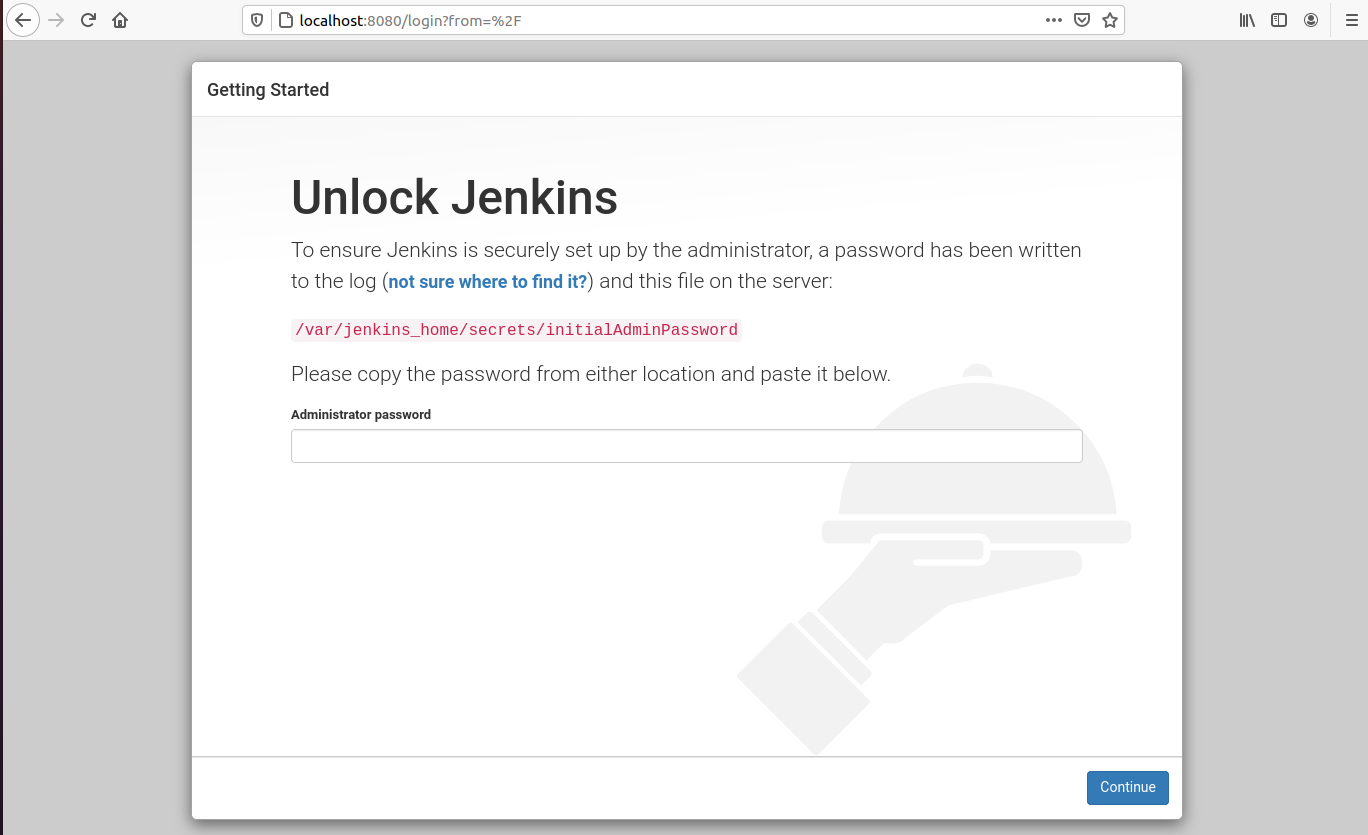 localhost:8080/login?from=%2F
Getting Started
Unlock Jenkins
To ensure Jenkins is securely set up by the administrator, a password has been written
to the log (not sure where to find it?) and this file on the server:
/var/jenkins_home/secrets/initialAdminPassword
Please copy the password from either location and paste it below.
Administrator password
Continue